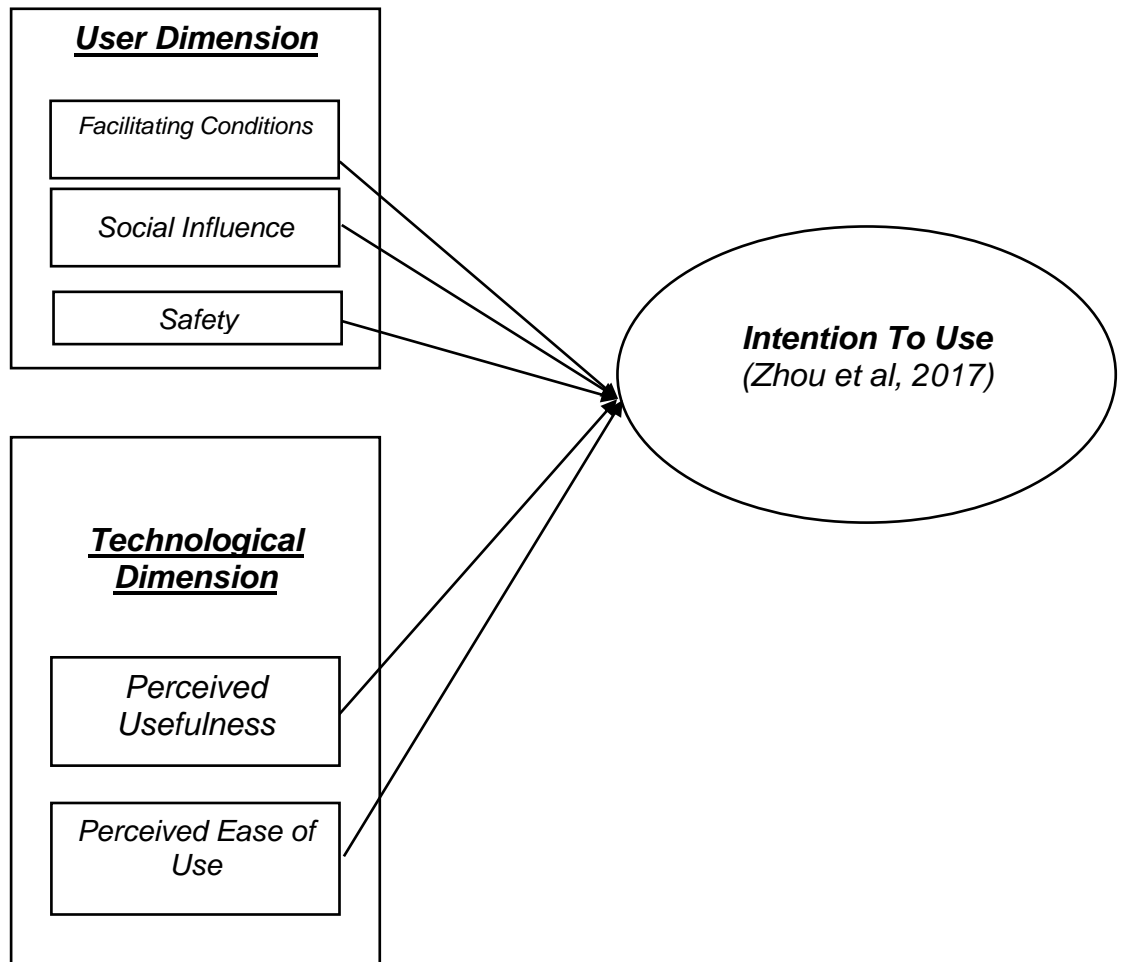 User Dimension
Facilitating Conditions
Social Influence
Safety
Intention To Use
(Zhou et al, 2017)
Technological
Dimension
Perceived
Usefulness
Perceived Ease of
Use